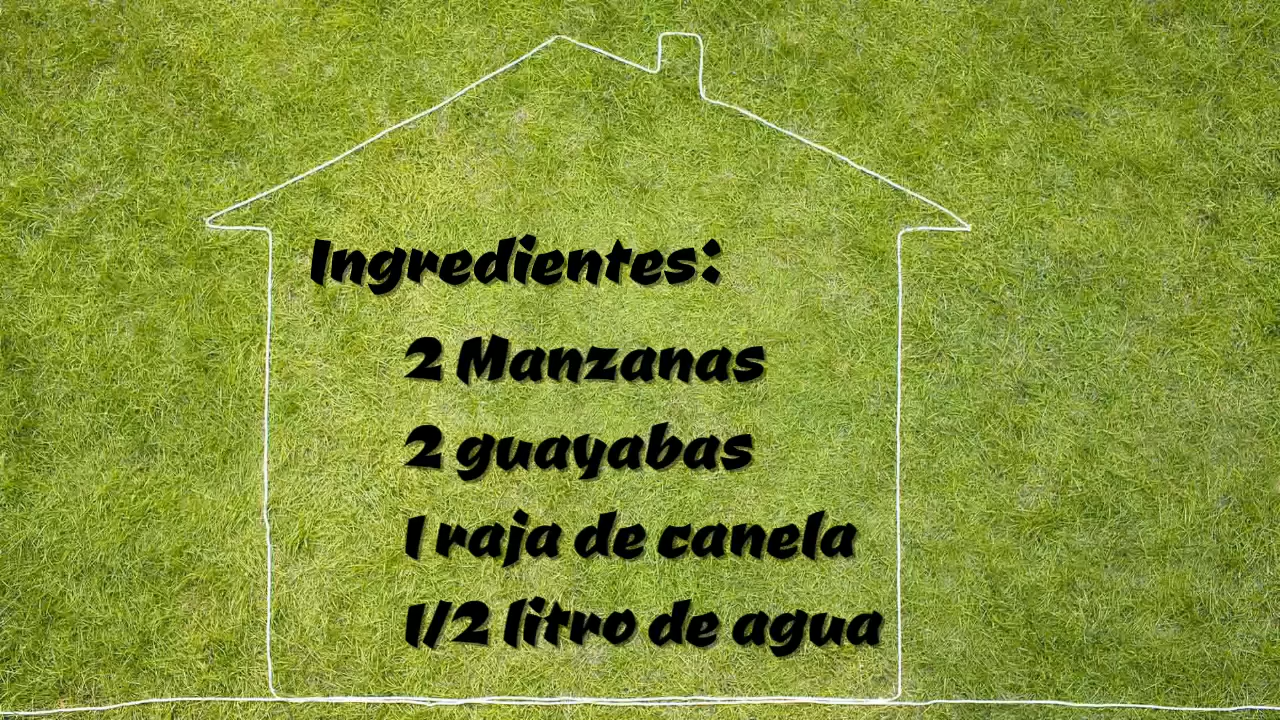 Ingredientes:
2 Manzanas
2 guayabas
1 raja de canela
1/2 litro de agua